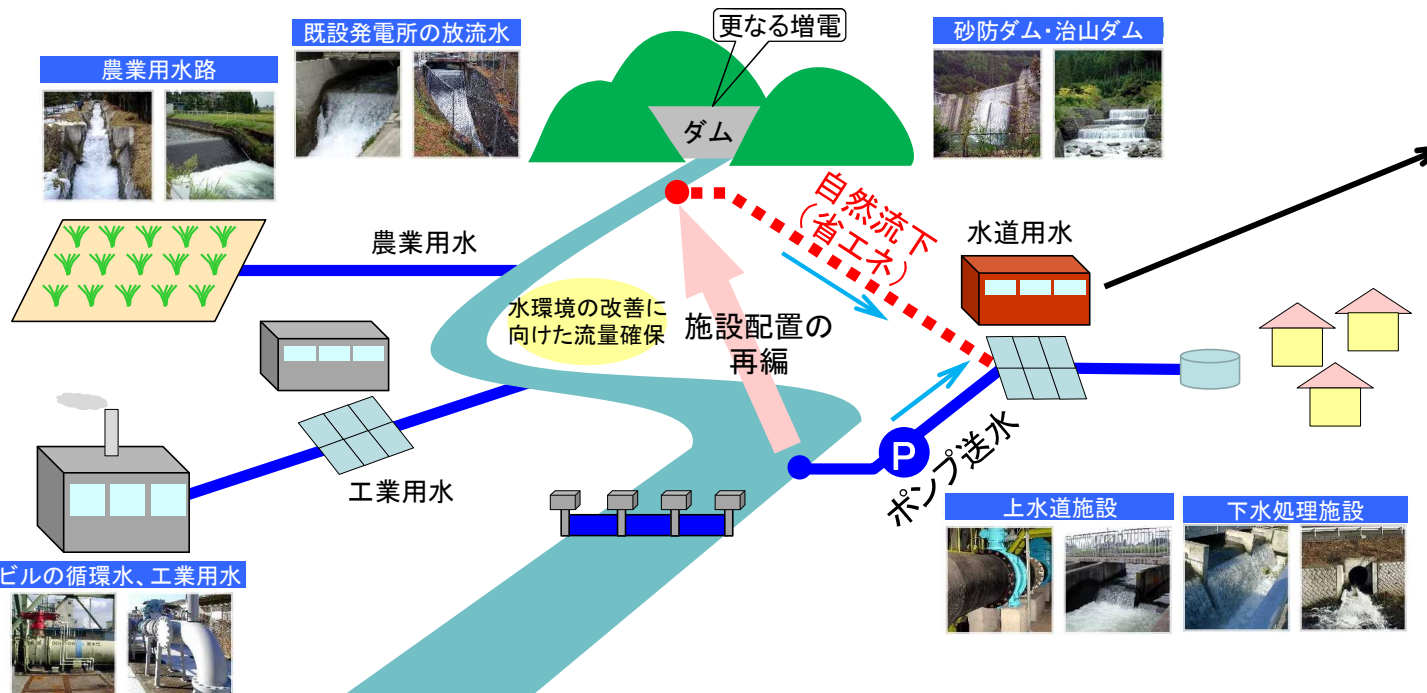 更なる増電
既設発電所の放流水
砂防ダム・治山ダム
農業用水路
ダム
自然流下
（省エネ）
水道用水
農業用水
水環境の改善に
向けた流量確保
施設配置の
再編
P
ポンプ送水
工業用水
上水道施設
下水処理施設
ビルの循環水、工業用水